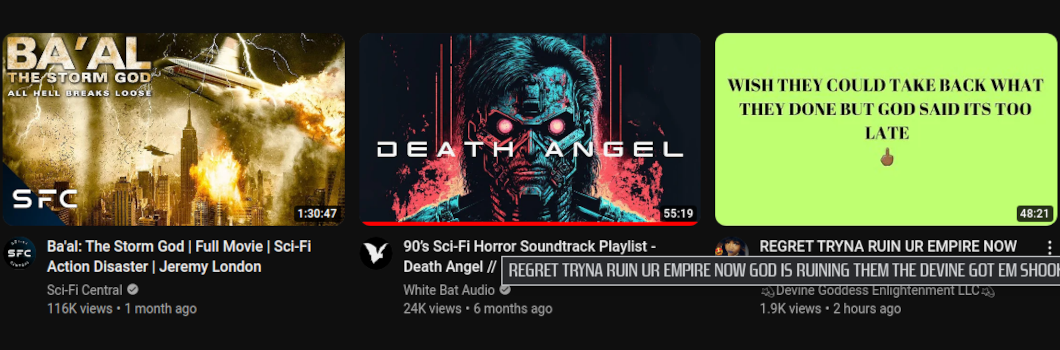 BA'AL
THE STORM GOD
ALL HELL BREAKS LOOSE
SFC
1:30:47
SFC
Ba'al: The Storm God | Full Movie | Sci-Fi
Action Disaster | Jeremy London
Sci-Fi Central
116K views • 1 month ago
DEATH ANGEL
55:19
90's Sci-Fi Horror Soundtrack Playlist -
Death Angel //
White Bat Audio
24K views • 6 months ago
WISH THEY COULD TAKE BACK WHAT
THEY DONE BUT GOD SAID ITS TOO
LATE
48:21
REGRET TRYNA RUIN UR EMPIRE NOW
REGRET TRYNA RUIN UR EMPIRE NOW GOD IS RUINING THEM THE DEVINE GOT EM SHOOK
Devine Goddess Enlightenment LLC
1.9K views • 2 hours ago